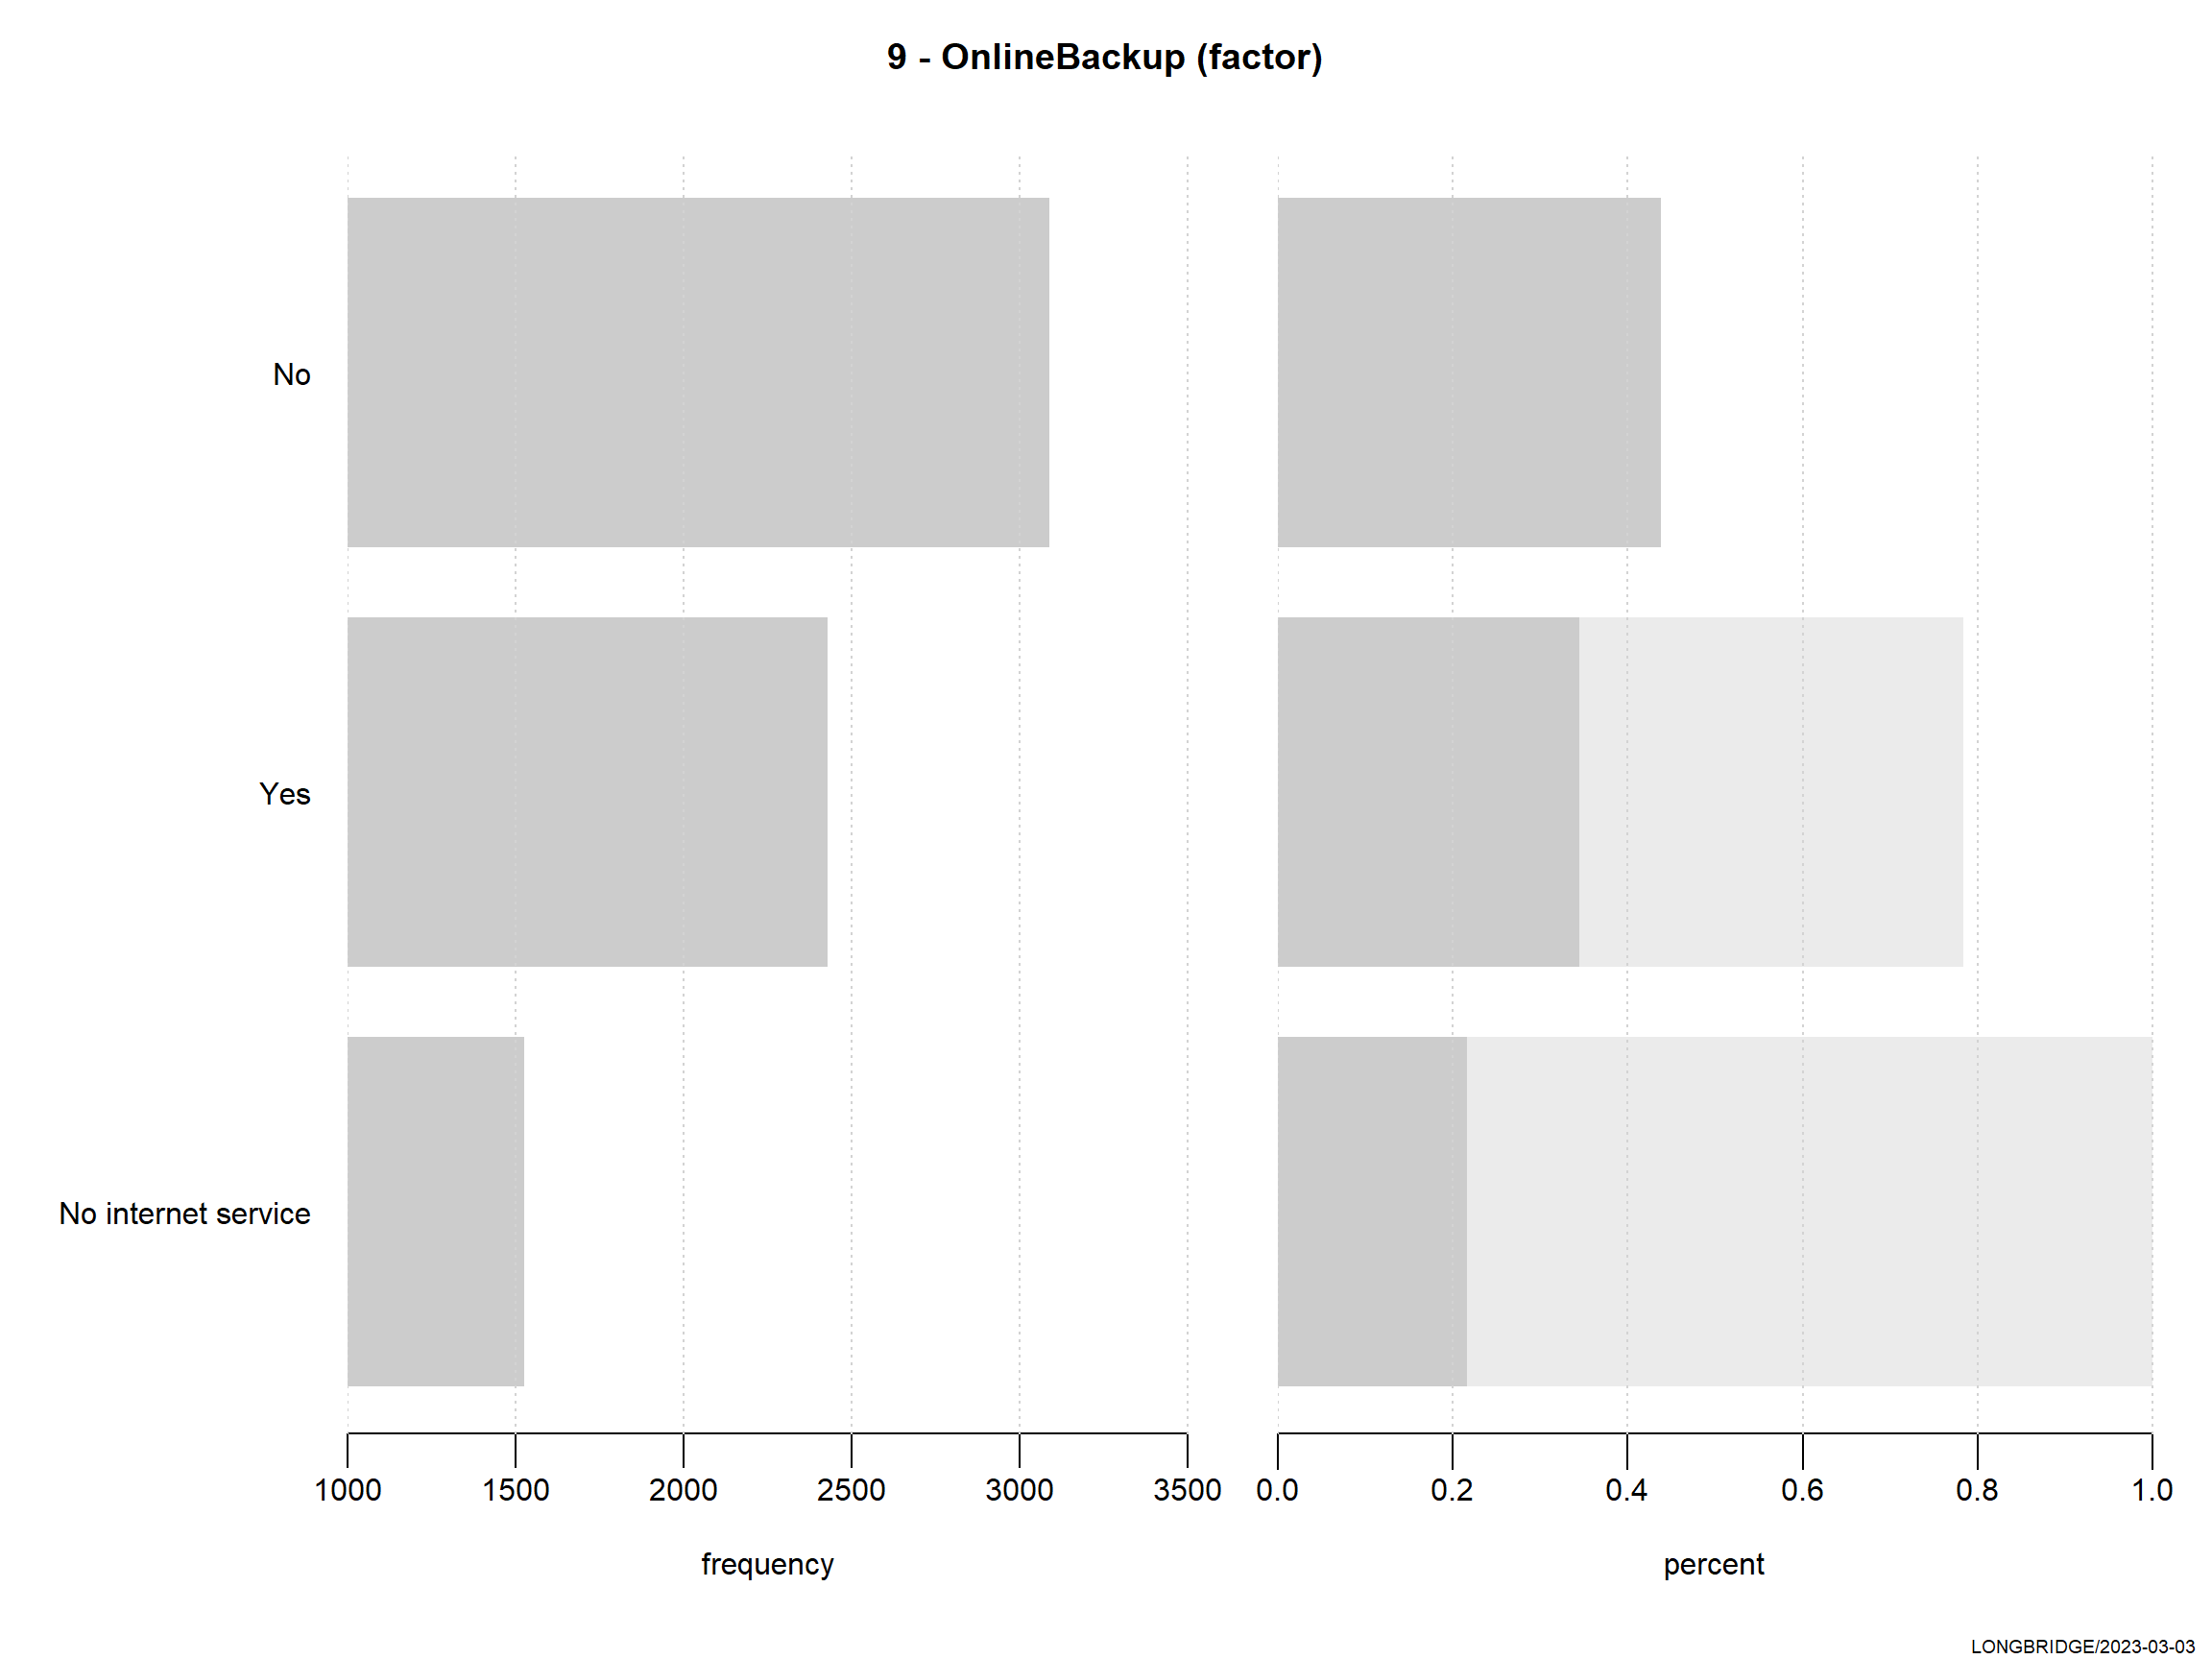 9 - OnlineBackup (factor)
No
Yes
No internet service
1000 1500 2000 2500 3000 3500
frequency
0.0 0.2 0.4 0.6 0.8 1.0
percent
LONGBRIDGE/2023-03-03